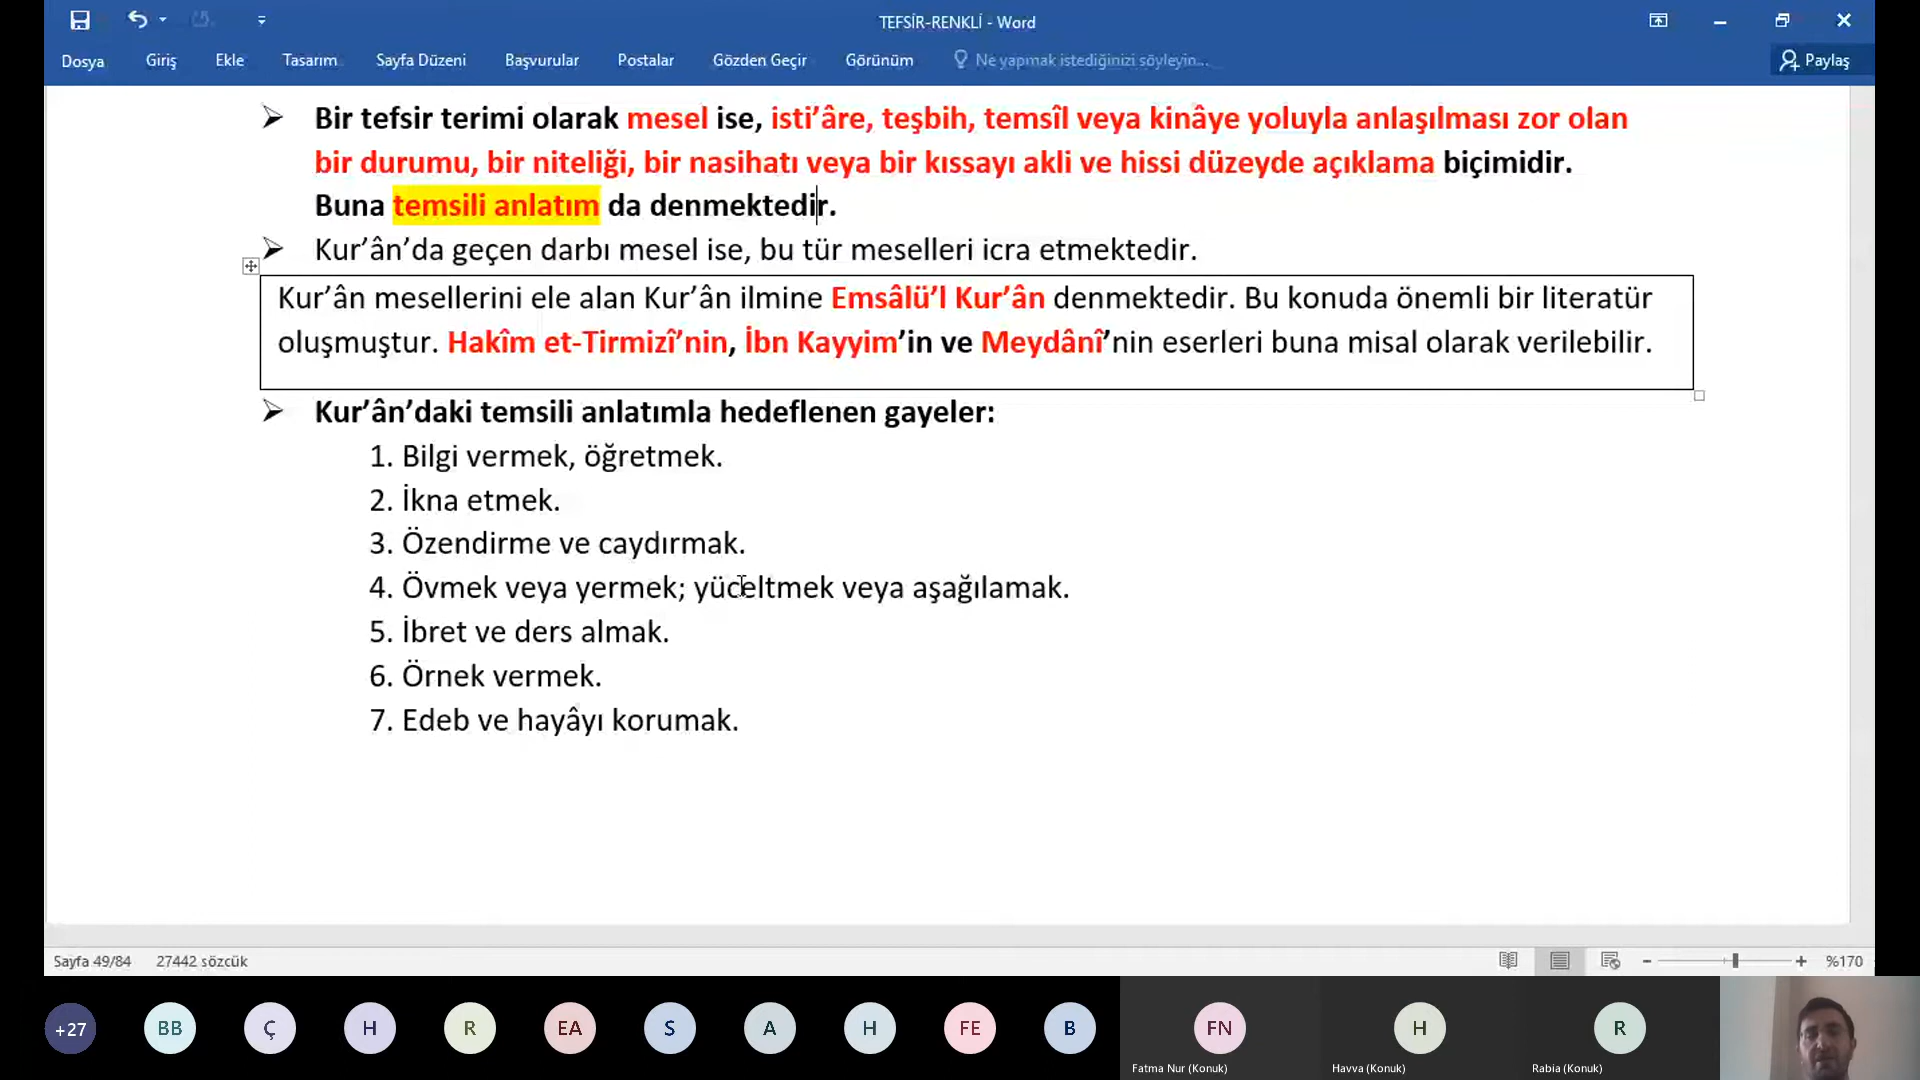 TEFSİR-RENKLİ - Word
Dosya Giriş Ekle Tasarım Sayfa Düzeni Başvurular Postalar Gözden Geçir Görünüm Ne yapmak istediğinizi söyleyin... Paylaş
Bir tefsir terimi olarak mesel ise, isti’âre, teşbih, temsîl veya kinâye yoluyla anlaşılması zor olan
bir durumu, bir niteliği, bir nasihatı veya bir kıssayı akli ve hissi düzeyde açıklama biçimidir.
Buna temsili anlatım da denmektedir.
Kur’ân’da geçen darbı mesel ise, bu tür meselleri icra etmektedir.
Kur’ân mesellerini ele alan Kur’ân ilmine Emsâlü’l Kur’ân denmektedir. Bu konuda önemli bir literatür
oluşmuştur. Hakîm et-Tirmizî’nin, İbn Kayyim’in ve Meydânî’nin eserleri buna misal olarak verilebilir.
Kur’ân’daki temsili anlatımla hedeflenen gayeler:
1. Bilgi vermek, öğretmek.
2. İkna etmek.
3. Özendirme ve caydırmak.
4. Övmek veya yermek; yüceltmek veya aşağılamak.
5. İbret ve ders almak.
6. Örnek vermek.
7. Edeb ve hayâyı korumak.
Sayfa 49/84 27442 sözcük %170
+27 BB Ç H R EA S A H FE B FN H R
Fatma Nur (Konuk) Havva (Konuk) Rabia (Konuk)